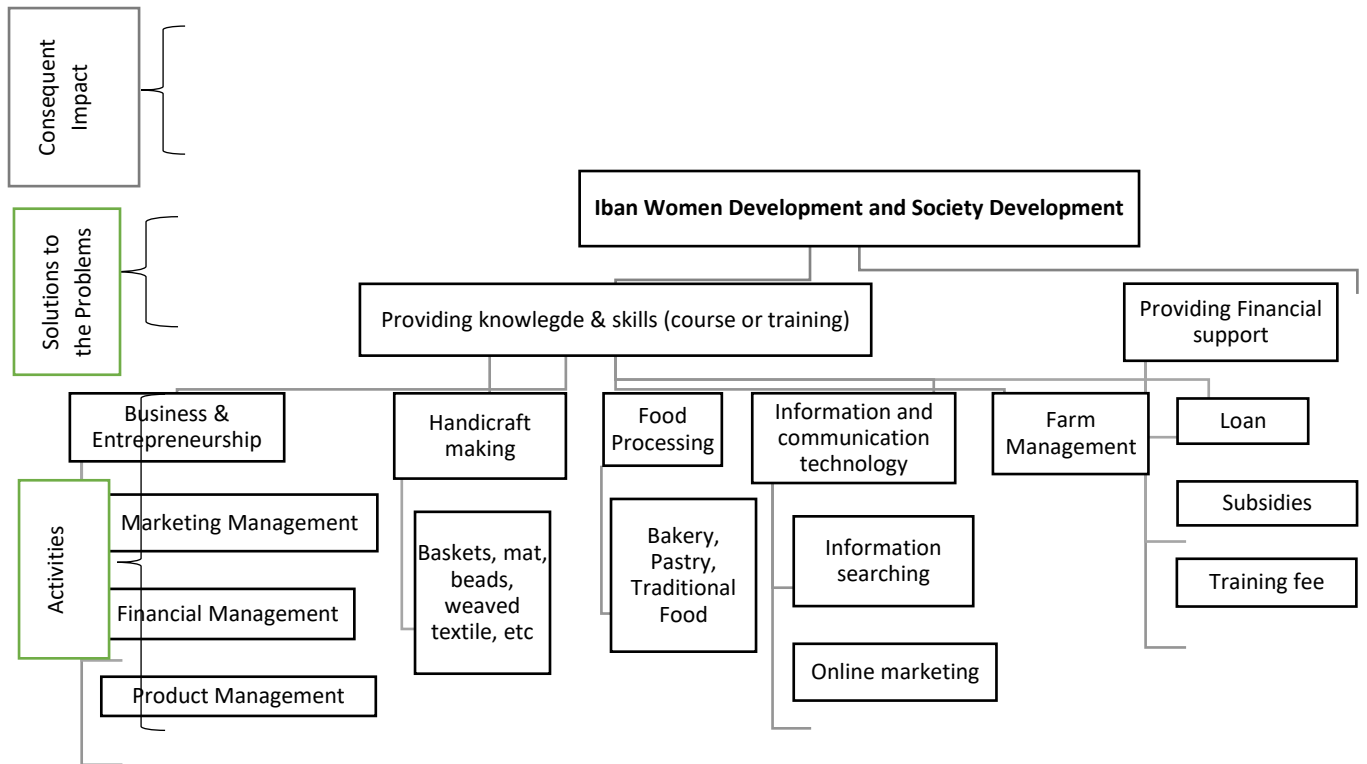 Consequent
Impact
Iban Women Development and Society Development
Solutions to
the Problems
Providing knowlegde & skills (course or training)
Providing Financial
support
Business &
Entrepreneurship
Handicraft
making
Food
Processing
Information and
communication
technology
Farm
Management
Loan
Activities
Marketing Management
Financial Management
Product Management
Baskets, mat,
beads,
weaved
textile, etc
Bakery,
Pastry,
Traditional
Food
Information
searching
Online marketing
Subsidies
Training fee